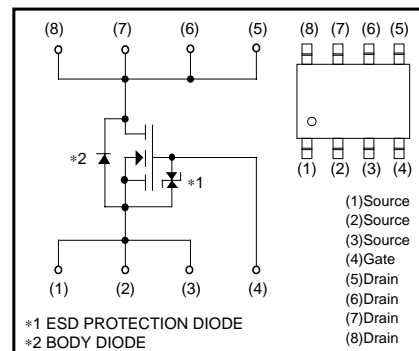 (8) (7) (6) (5)
(8) (7) (6) (5)
∗2
∗1
(1) (2) (3) (4)
(1) (2) (3) (4)
(1)Source
(2)Source
(3)Source
(4)Gate
(5)Drain
(6)Drain
(7)Drain
(8)Drain
∗1 ESD PROTECTION DIODE
∗2 BODY DIODE